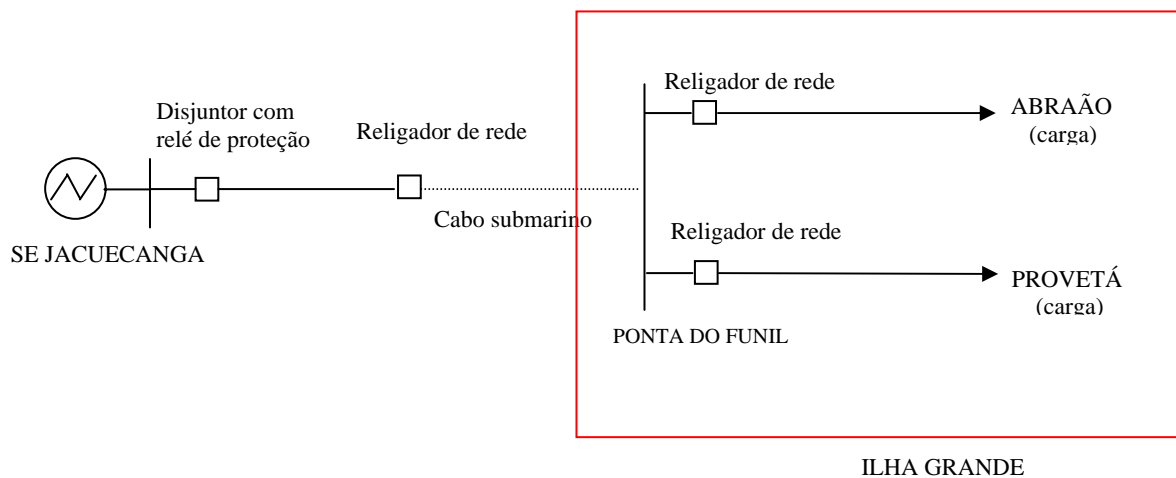 Religador de rede
ABRAÃO
(carga)
Disjuntor com
relé de proteção
Religador de rede
Cabo submarino
SE JACUECANGA
Religador de rede
PROVETÁ
(carga)
PONTA DO FUNIL
ILHA GRANDE